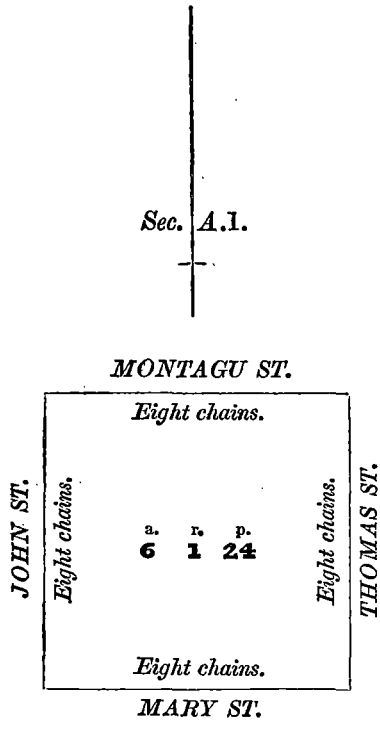 Sec. A.1.
MONTAGU ST.
Eight chains.
JOHN ST.
Eight chains.
a. r. p.
6 1 24
Eight chains.
THOMAS ST.
Eight chains.
MARY ST.